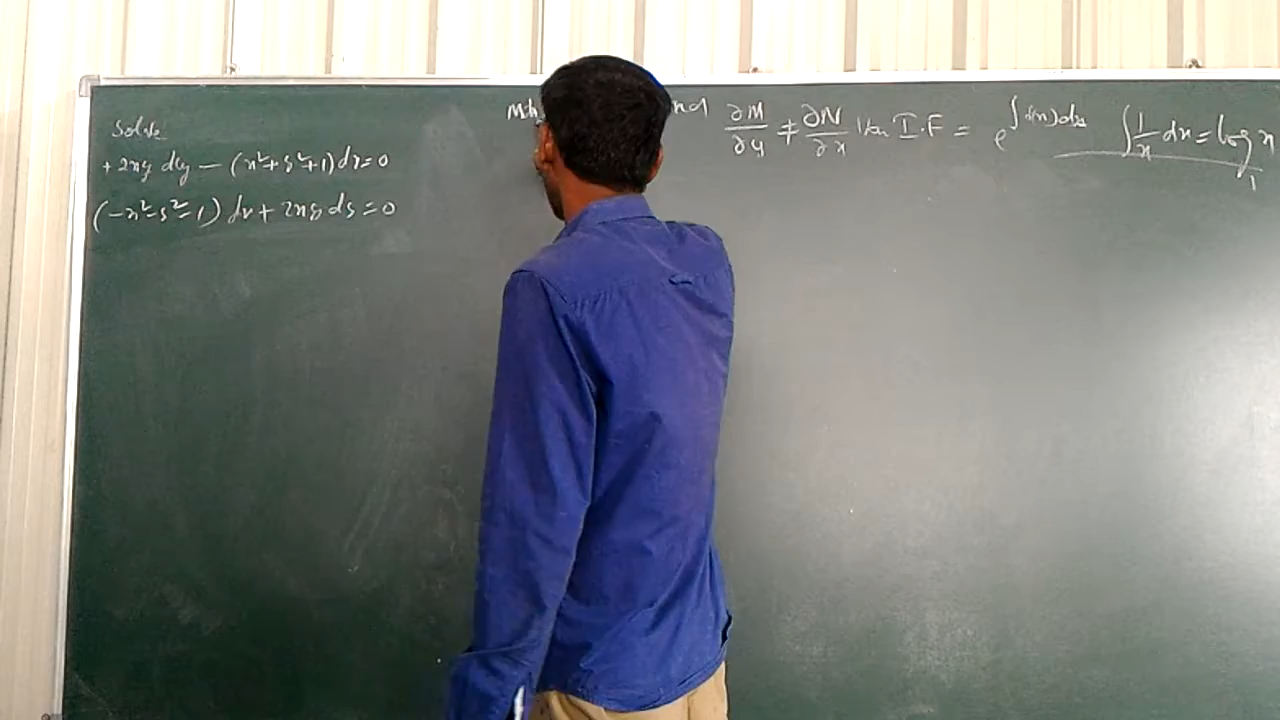 Solve
+ 2xy dy — (x²+y²+1)dx=0
(-x²-y²-1) dx + 2xy dy = 0
∂M/∂y ≠ ∂N/∂x then I.F = e^∫f(x)dx ∫1/x dx = log x